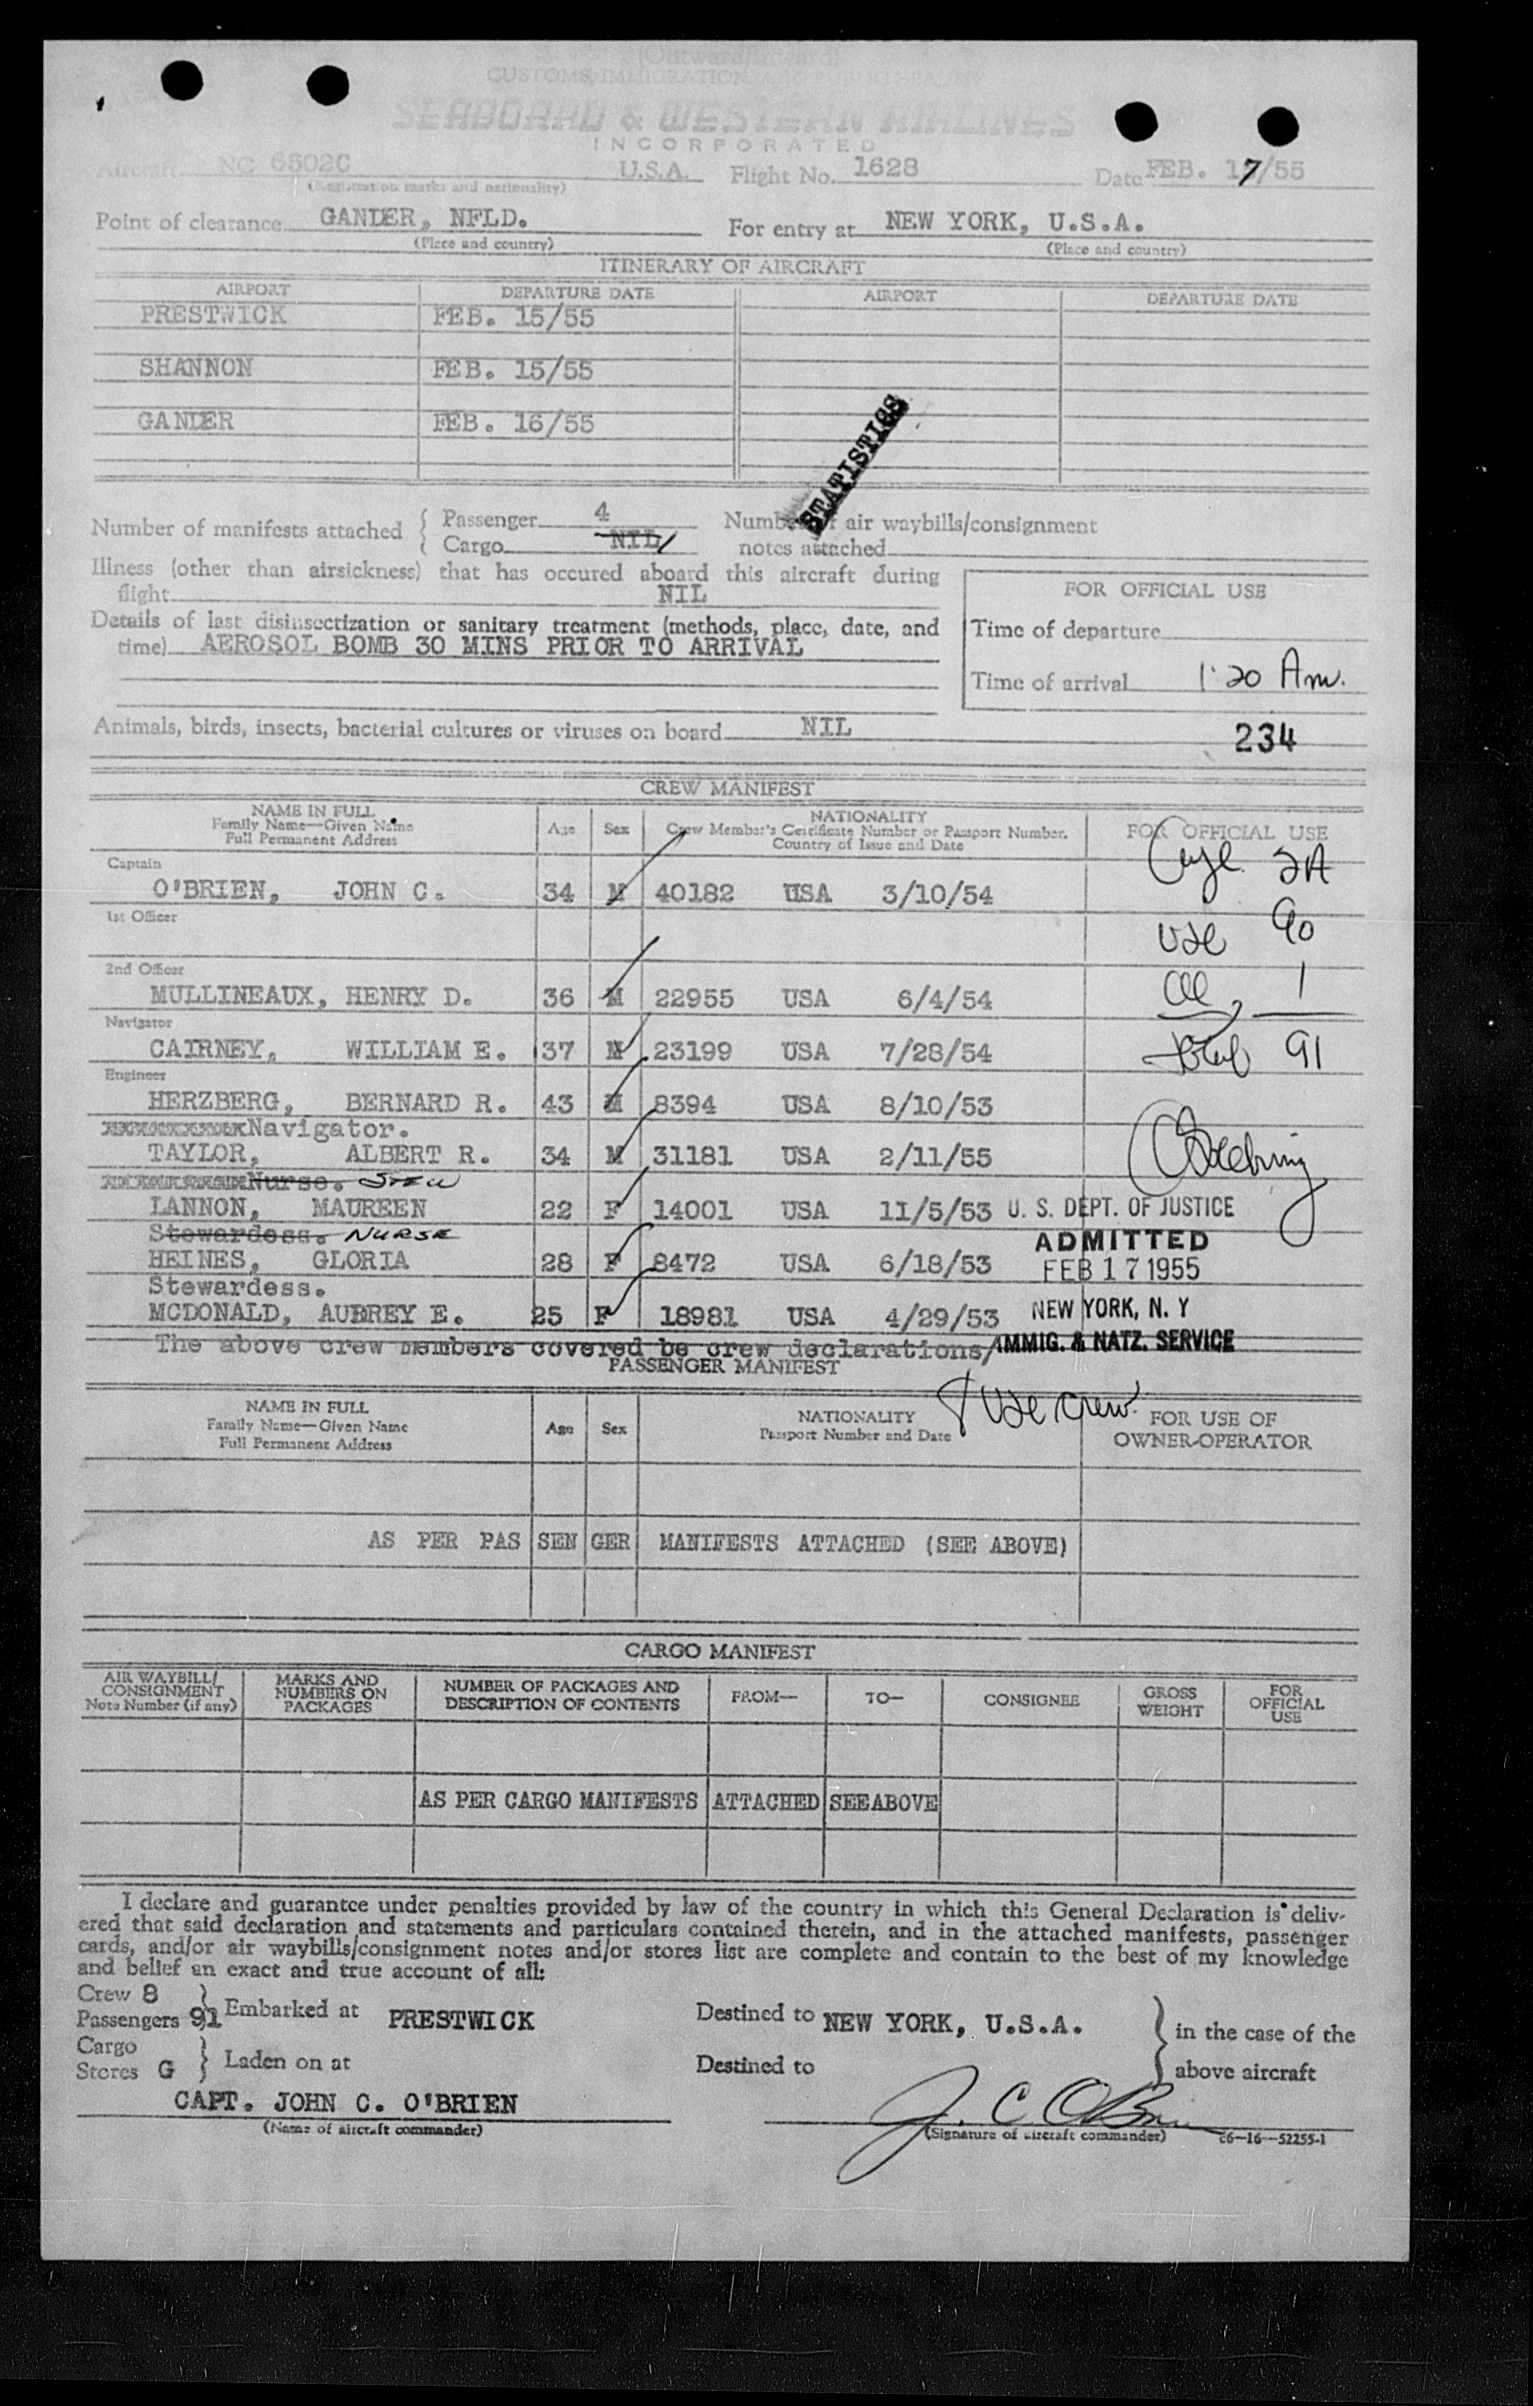 (Outward/Inward)
SEABOARD & WESTERN AIRLINES
INCORPORATED
Aircraft NC 6502C U.S.A. Flight No. 1628 Date FEB. 17/55
(Registration marks and nationality)
Point of clearance GANDER, NFLD. For entry at NEW YORK, U.S.A.
(Place and country) (Place and country)
ITINERARY OF AIRCRAFT
AIRPORT DEPARTURE DATE AIRPORT DEPARTURE DATE
PRESTWICK FEB. 15/55
SHANNON FEB. 15/55
GANDER FEB. 16/55
STATISTICS
Number of manifests attached { Passenger 4
Cargo NIL
Number of air waybills/consignment
notes attached
Illness (other than airsickness) that has occured aboard this aircraft during
flight NIL
Details of last disinsectization or sanitary treatment (methods, place, date, and
time) AEROSOL BOMB 30 MINS PRIOR TO ARRIVAL
FOR OFFICIAL USE
Time of departure
Time of arrival 1:20 Am.
Animals, birds, insects, bacterial cultures or viruses on board NIL
234
CREW MANIFEST
NAME IN FULL
Family Name—Given Name
Full Permanent Address
Age Sex
NATIONALITY
Crew Member's Certificate Number or Passport Number.
Country of Issue and Date
FOR OFFICIAL USE
Captain
O'BRIEN, JOHN C. 34 M 40182 USA 3/10/54
1st Officer
USC 90
2nd Officer
MULLINEAUX, HENRY D. 36 M 22955 USA 6/4/54
1
Navigator
CAIRNEY, WILLIAM E. 37 M 23199 USA 7/28/54
total 91
Engineer
HERZBERG, BERNARD R. 43 M 8394 USA 8/10/53
Navigator.
TAYLOR, ALBERT R. 34 M 31181 USA 2/11/55
Nurse. STEW
LANNON, MAUREEN 22 F 14001 USA 11/5/53
Stewardess. NURSE
HEINES, GLORIA 28 F 8472 USA 6/18/53
Stewardess.
MCDONALD, AUBREY E. 25 F 18981 USA 4/29/53
U. S. DEPT. OF JUSTICE
ADMITTED
FEB 17 1955
NEW YORK, N. Y
IMMIG. & NATZ. SERVICE
The above crew members covered be crew declarations/
PASSENGER MANIFEST
8 USC crew.
NAME IN FULL
Family Name—Given Name
Full Permanent Address
Age Sex
NATIONALITY
Passport Number and Date
FOR USE OF
OWNER-OPERATOR
AS PER PAS SEN GER MANIFESTS ATTACHED (SEE ABOVE)
CARGO MANIFEST
AIR WAYBILL/
CONSIGNMENT
Note Number (if any)
MARKS AND
NUMBERS ON
PACKAGES
NUMBER OF PACKAGES AND
DESCRIPTION OF CONTENTS
FROM—
TO—
CONSIGNEE
GROSS
WEIGHT
FOR
OFFICIAL
USE
AS PER CARGO MANIFESTS ATTACHED SEE ABOVE
I declare and guarantee under penalties provided by law of the country in which this General Declaration is deliv-
ered that said declaration and statements and particulars contained therein, and in the attached manifests, passenger
cards, and/or air waybills/consignment notes and/or stores list are complete and contain to the best of my knowledge
and belief an exact and true account of all:
Crew 8
Passengers 91 } Embarked at PRESTWICK Destined to NEW YORK, U.S.A. } in the case of the
Cargo
Stores G } Laden on at Destined to } above aircraft
CAPT. JOHN C. O'BRIEN J. C. O'Brien
(Name of aircraft commander) (Signature of aircraft commander) c6—16—52255-1